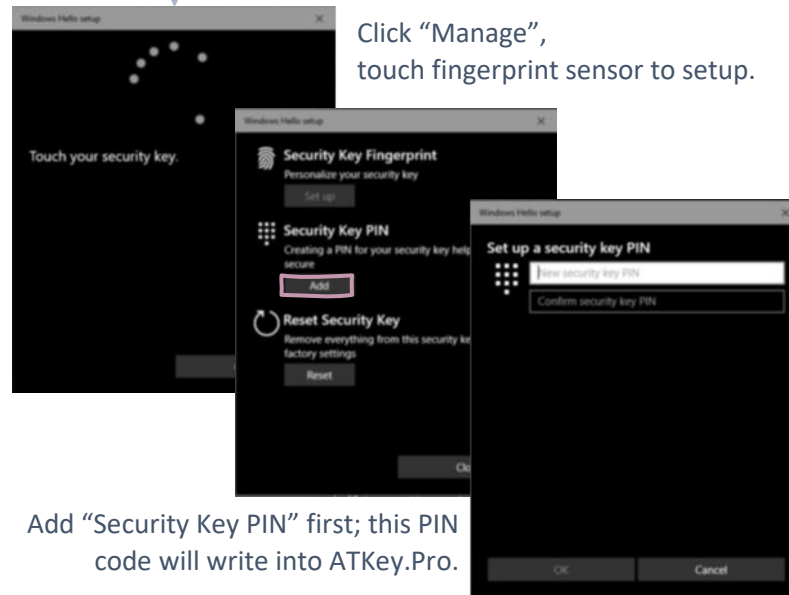 Click “Manage”,
touch fingerprint sensor to setup.
Windows Hello setup
Touch your security key.
Windows Hello setup
Security Key Fingerprint
Personalize your security key
Set up
Security Key PIN
Creating a PIN for your security key help
secure
Add
Reset Security Key
Remove everything from this security ke
factory settings
Reset
Clo
Windows Hello setup
Set up a security key PIN
New security key PIN
Confirm security key PIN
OK
Cancel
Add “Security Key PIN” first; this PIN
code will write into ATKey.Pro.